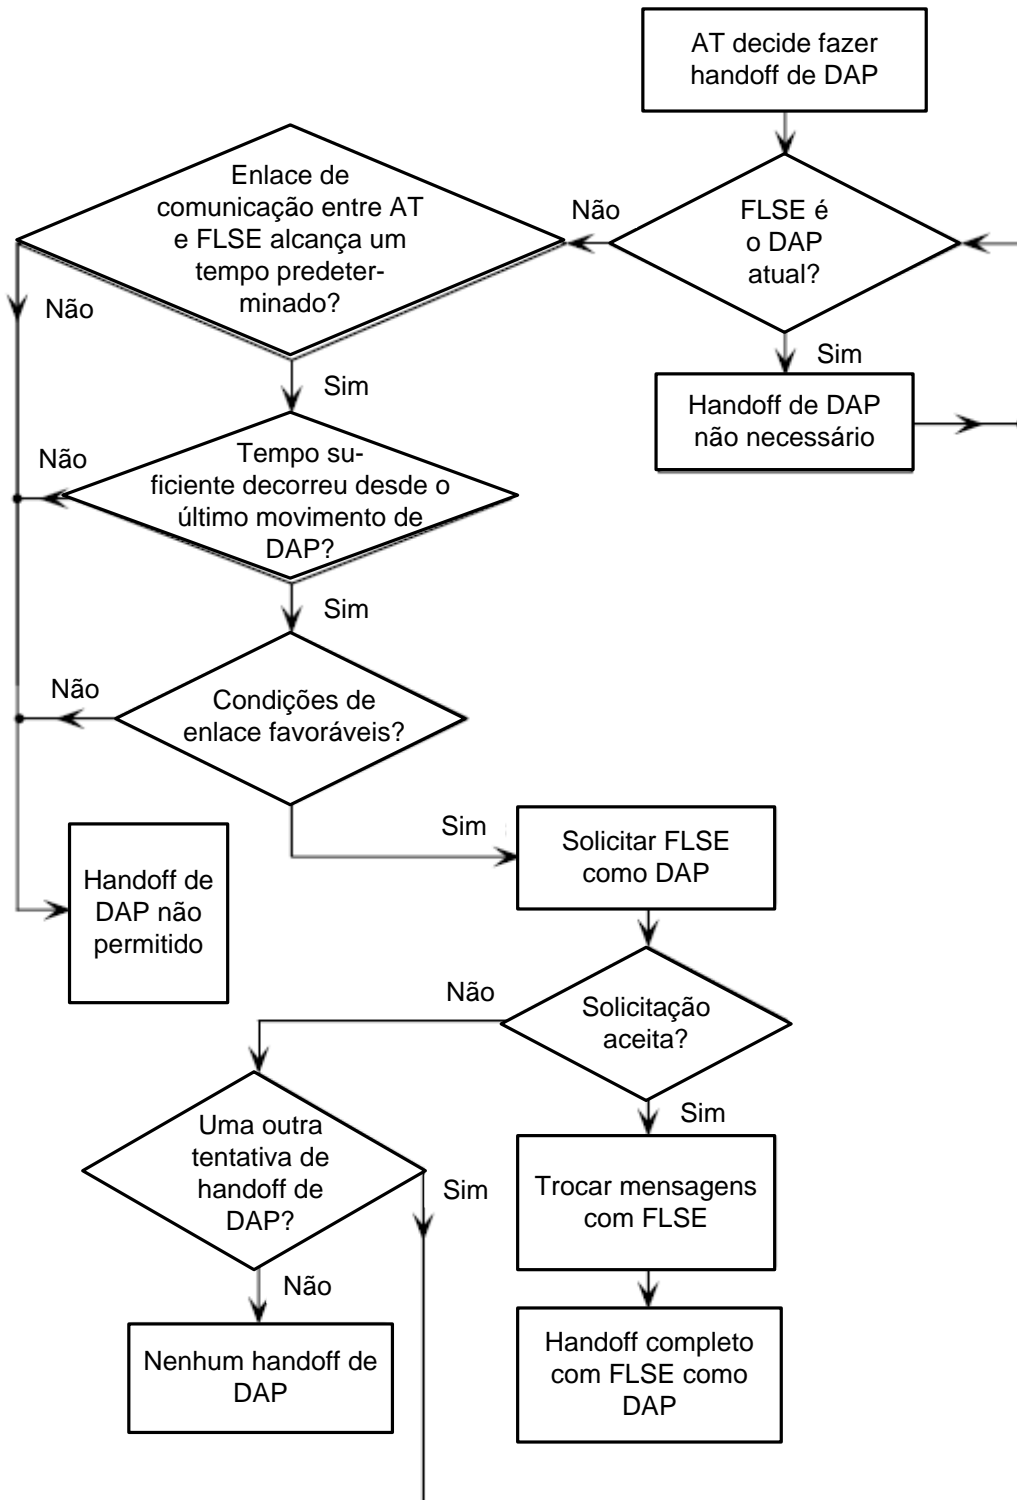 AT decide fazer
handoff de DAP
FLSE é
o DAP
atual?
Não
Sim
Handoff de DAP
não necessário
Enlace de
comunicação entre AT
e FLSE alcança um
tempo predeter-
minado?
Não
Sim
Tempo su-
ficiente decorreu desde o
último movimento de
DAP?
Não
Sim
Condições de
enlace favoráveis?
Não
Sim
Handoff de
DAP não
permitido
Solicitar FLSE
como DAP
Solicitação
aceita?
Não
Sim
Uma outra
tentativa de
handoff de
DAP?
Sim
Não
Trocar mensagens
com FLSE
Nenhum handoff de
DAP
Handoff completo
com FLSE como
DAP